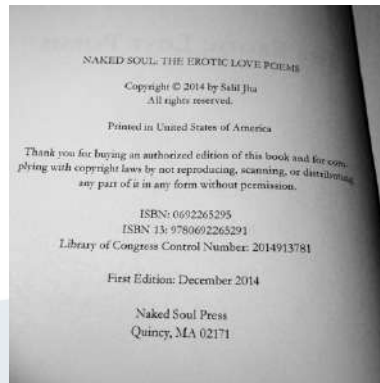 NAKED SOUL: THE EROTIC LOVE POEMS
Copyright © 2014 by Salil Jha
All rights reserved.
Printed in United States of America
Thank you for buying an authorized edition of this book and for com-
plying with copyright laws by not reproducing, scanning, or distributing
any part of it in any form without permission.
ISBN: 0692265295
ISBN 13: 9780692265291
Library of Congress Control Number: 2014913781
First Edition: December 2014
Naked Soul Press
Quincy, MA 02171